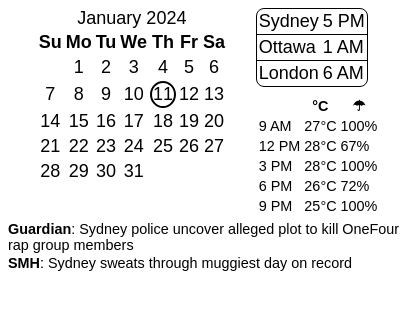 January 2024
Su Mo Tu We Th Fr Sa
1 2 3 4 5 6
7 8 9 10 11 12 13
14 15 16 17 18 19 20
21 22 23 24 25 26 27
28 29 30 31
Sydney 5 PM
Ottawa 1 AM
London 6 AM
°C ☂
9 AM 27°C 100%
12 PM 28°C 67%
3 PM 28°C 100%
6 PM 26°C 72%
9 PM 25°C 100%
Guardian: Sydney police uncover alleged plot to kill OneFour
rap group members
SMH: Sydney sweats through muggiest day on record